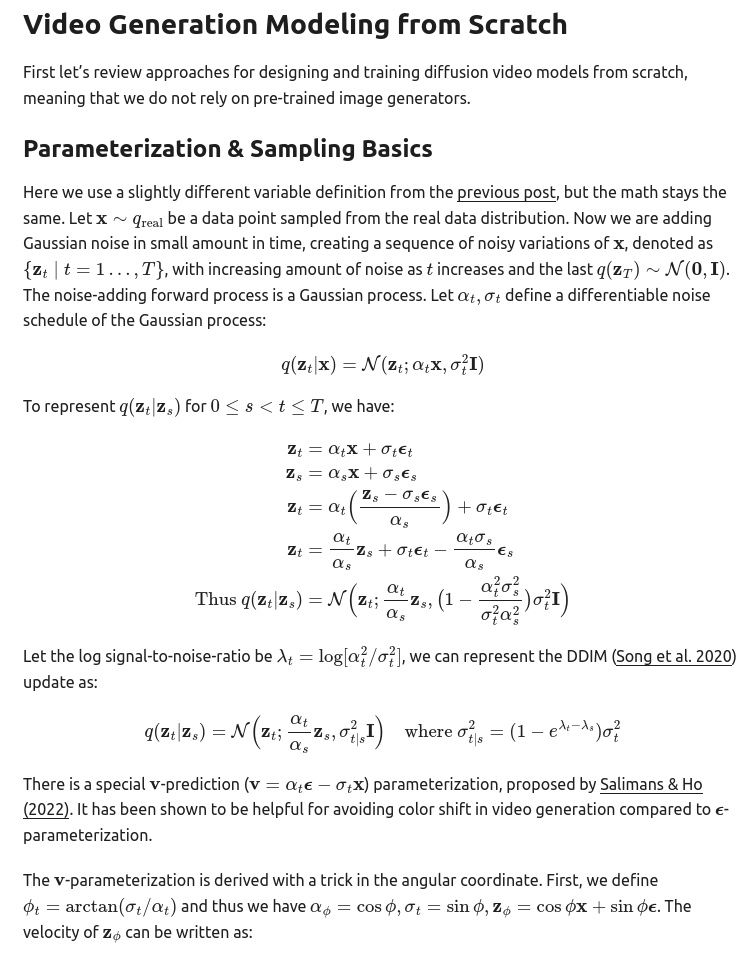 Video Generation Modeling from Scratch
First let’s review approaches for designing and training diffusion video models from scratch,
meaning that we do not rely on pre-trained image generators.
Parameterization & Sampling Basics
Here we use a slightly different variable definition from the previous post, but the math stays the
same. Let $\mathbf{x} \sim q_\text{real}$ be a data point sampled from the real data distribution. Now we are adding
Gaussian noise in small amount in time, creating a sequence of noisy variations of $\mathbf{x}$, denoted as
$\{\mathbf{z}_t \mid t = 1 \dots, T\}$, with increasing amount of noise as $t$ increases and the last $q(\mathbf{z}_T) \sim \mathcal{N}(\mathbf{0}, \mathbf{I})$.
The noise-adding forward process is a Gaussian process. Let $\alpha_t, \sigma_t$ define a differentiable noise
schedule of the Gaussian process:
$q(\mathbf{z}_t \vert \mathbf{x}) = \mathcal{N}(\mathbf{z}_t; \alpha_t \mathbf{x}, \sigma^2_t\mathbf{I})$
To represent $q(\mathbf{z}_t \vert \mathbf{z}_s)$ for $0 \leq s < t \leq T$, we have:
$\mathbf{z}_t = \alpha_t \mathbf{x} + \sigma_t\boldsymbol{\epsilon}_t$
$\mathbf{z}_s = \alpha_s \mathbf{x} + \sigma_s\boldsymbol{\epsilon}_s$
$\mathbf{z}_t = \alpha_t \Big(\frac{\mathbf{z}_s - \sigma_s\boldsymbol{\epsilon}_s}{\alpha_s}\Big) + \sigma_t\boldsymbol{\epsilon}_t$
$\mathbf{z}_t = \frac{\alpha_t}{\alpha_s}\mathbf{z}_s + \sigma_t\boldsymbol{\epsilon}_t - \frac{\alpha_t\sigma_s}{\alpha_s} \boldsymbol{\epsilon}_s$
$\text{Thus } q(\mathbf{z}_t \vert \mathbf{z}_s) = \mathcal{N}\Big(\mathbf{z}_t; \frac{\alpha_t}{\alpha_s}\mathbf{z}_s, \big(1 - \frac{\alpha^2_t\sigma^2_s}{\sigma^2_t\alpha^2_s}\big)\sigma^2_t \mathbf{I}\Big)$
Let the log signal-to-noise-ratio be $\lambda_t = \log[\alpha^2_t / \sigma^2_t]$, we can represent the DDIM (Song et al. 2020)
update as:
$q(\mathbf{z}_t \vert \mathbf{z}_s) = \mathcal{N}\Big(\mathbf{z}_t; \frac{\alpha_t}{\alpha_s}\mathbf{z}_s, \sigma^2_{t\vert s} \mathbf{I}\Big) \quad \text{where } \sigma^2_{t\vert s} = (1 - e^{\lambda_t - \lambda_s})\sigma^2_t$
There is a special $\mathbf{v}$-prediction ($\mathbf{v} = \alpha_t \boldsymbol{\epsilon} - \sigma_t \mathbf{x}$) parameterization, proposed by Salimans & Ho
(2022). It has been shown to be helpful for avoiding color shift in video generation compared to $\boldsymbol{\epsilon}$-
parameterization.
The $\mathbf{v}$-parameterization is derived with a trick in the angular coordinate. First, we define
$\phi_t = \arctan(\sigma_t / \alpha_t)$ and thus we have $\alpha_\phi = \cos\phi, \sigma_t = \sin\phi, \mathbf{z}_\phi = \cos\phi\mathbf{x} + \sin\phi\boldsymbol{\epsilon}$. The
velocity of $\mathbf{z}_\phi$ can be written as: